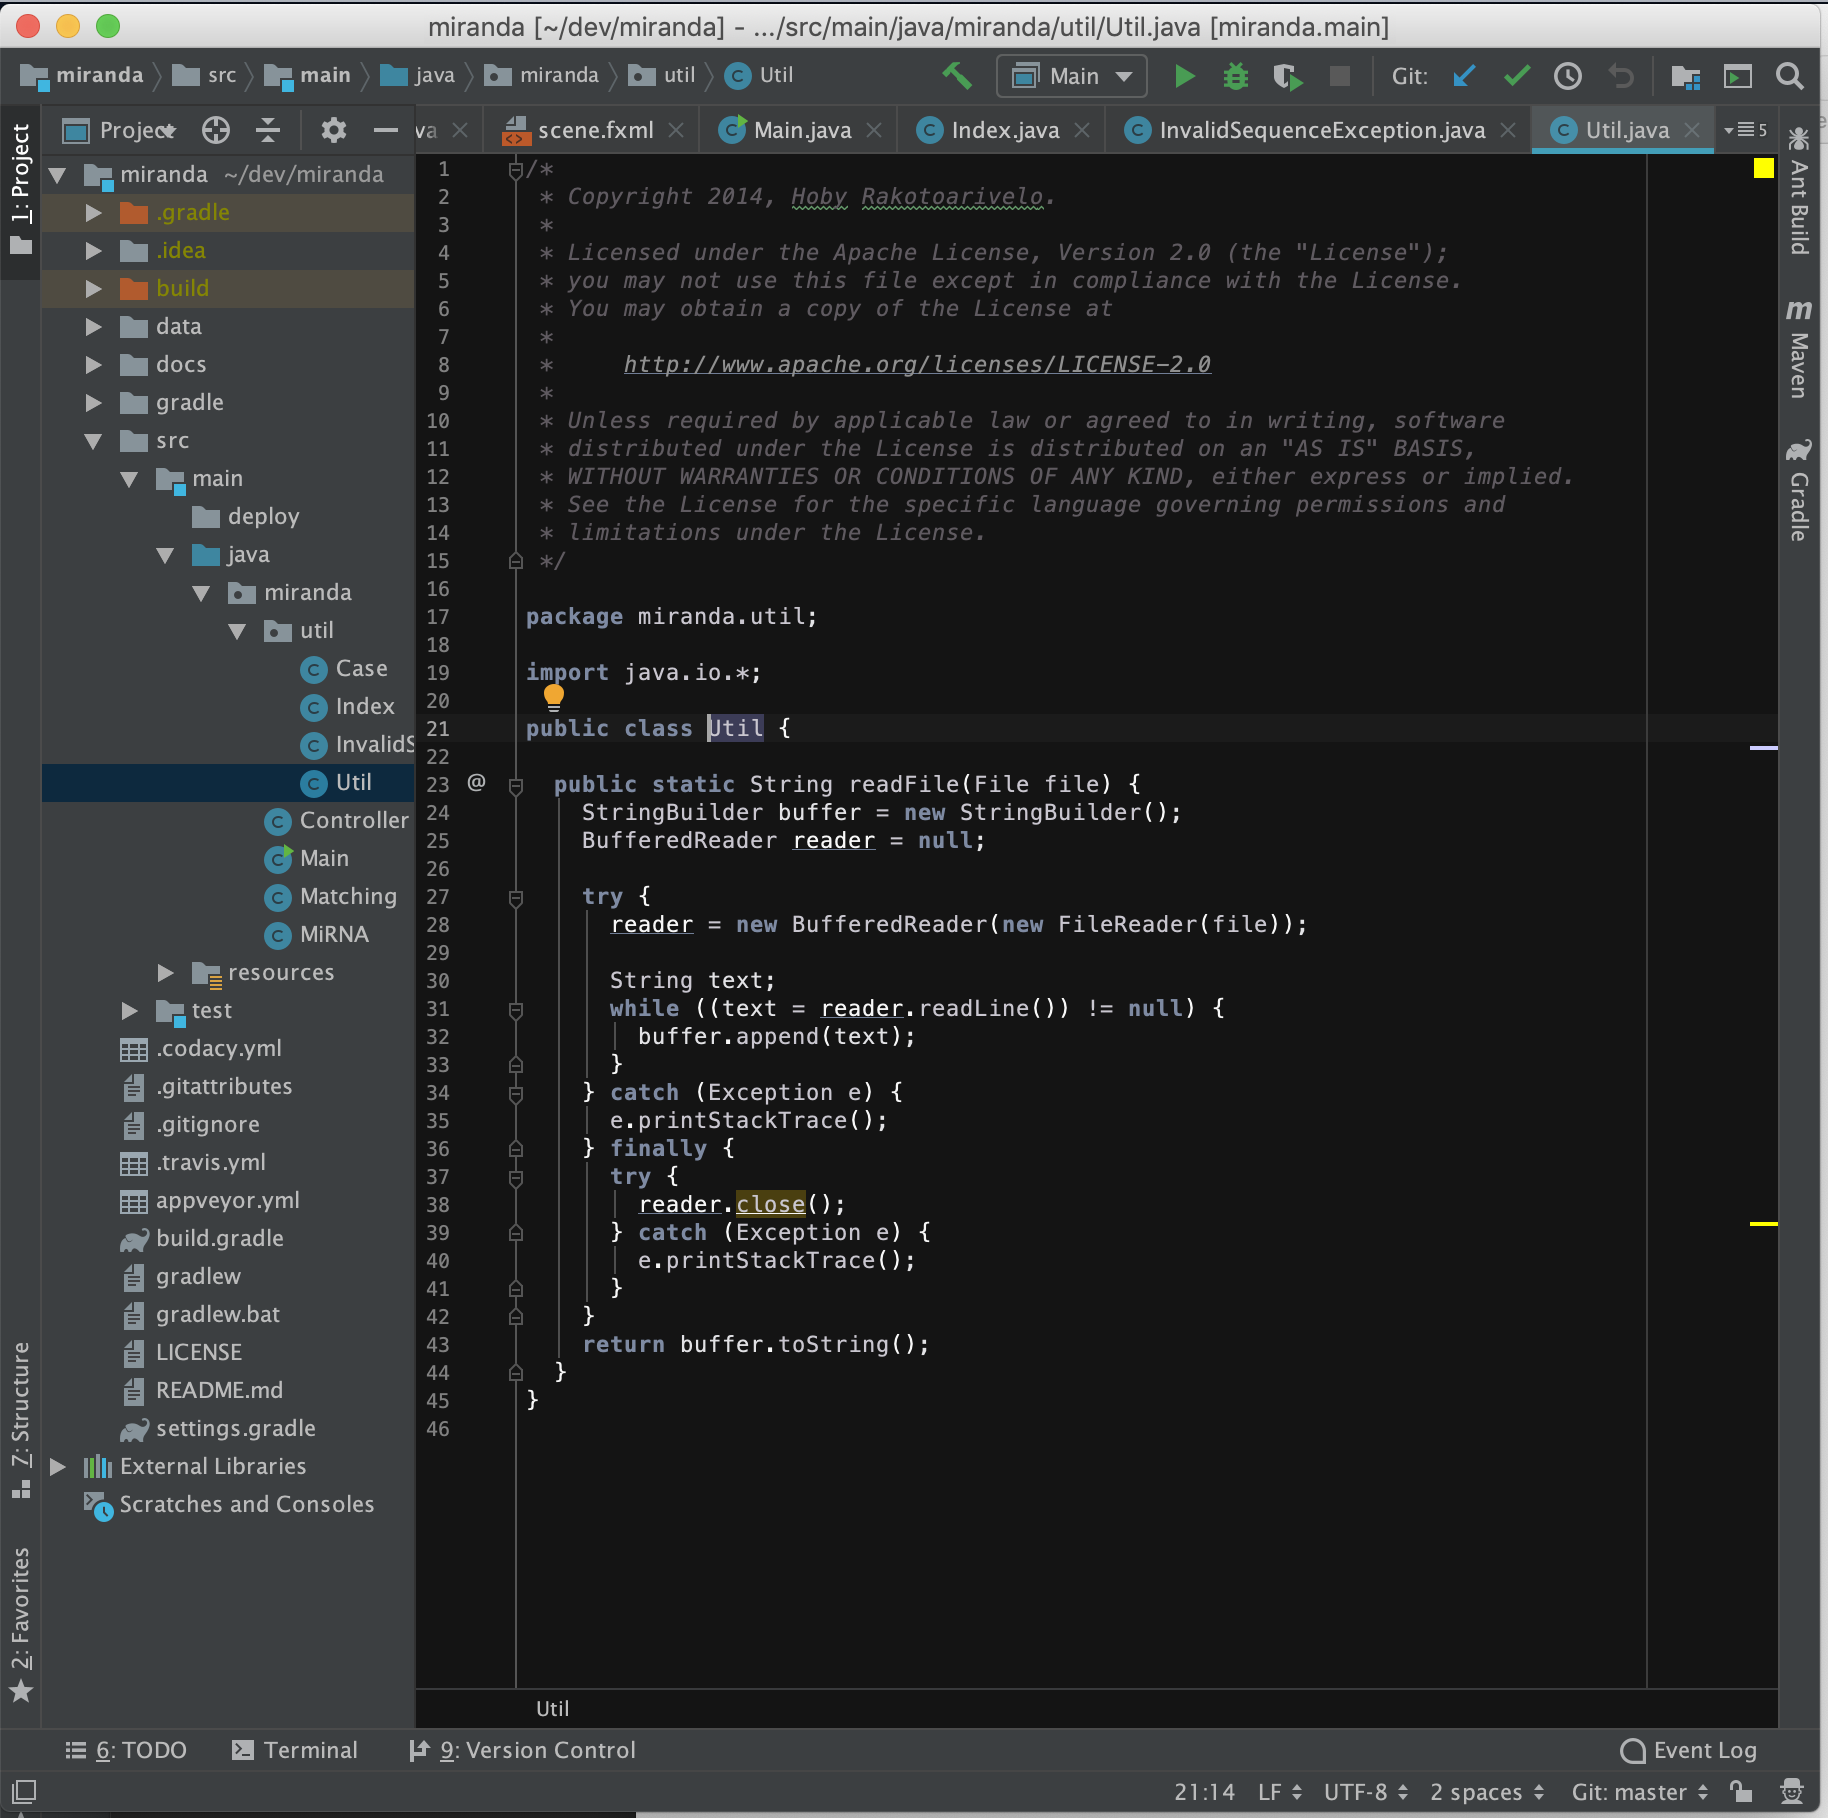 miranda [~/dev/miranda] - .../src/main/java/miranda/util/Util.java [miranda.main]
miranda src main java miranda util Util Main Git:
1: Project
Project
va scene.fxml Main.java Index.java InvalidSequenceException.java Util.java 5
miranda ~/dev/miranda
.gradle
.idea
build
data
docs
gradle
src
main
deploy
java
miranda
util
Case
Index
InvalidS
Util
Controller
Main
Matching
MiRNA
resources
test
.codacy.yml
.gitattributes
.gitignore
.travis.yml
appveyor.yml
build.gradle
gradlew
gradlew.bat
LICENSE
README.md
settings.gradle
External Libraries
Scratches and Consoles
7: Structure
2: Favorites
1 /*
2 * Copyright 2014, Hoby Rakotoarivelo.
3 *
4 * Licensed under the Apache License, Version 2.0 (the "License");
5 * you may not use this file except in compliance with the License.
6 * You may obtain a copy of the License at
7 *
8 * http://www.apache.org/licenses/LICENSE-2.0
9 *
10 * Unless required by applicable law or agreed to in writing, software
11 * distributed under the License is distributed on an "AS IS" BASIS,
12 * WITHOUT WARRANTIES OR CONDITIONS OF ANY KIND, either express or implied.
13 * See the License for the specific language governing permissions and
14 * limitations under the License.
15 */
16
17 package miranda.util;
18
19 import java.io.*;
20
21 public class Util {
22
23 @ public static String readFile(File file) {
24 StringBuilder buffer = new StringBuilder();
25 BufferedReader reader = null;
26
27 try {
28 reader = new BufferedReader(new FileReader(file));
29
30 String text;
31 while ((text = reader.readLine()) != null) {
32 buffer.append(text);
33 }
34 } catch (Exception e) {
35 e.printStackTrace();
36 } finally {
37 try {
38 reader.close();
39 } catch (Exception e) {
40 e.printStackTrace();
41 }
42 }
43 return buffer.toString();
44 }
45 }
46
Util
Ant Build
m Maven
Gradle
6: TODO Terminal 9: Version Control Event Log
21:14 LF UTF-8 2 spaces Git: master